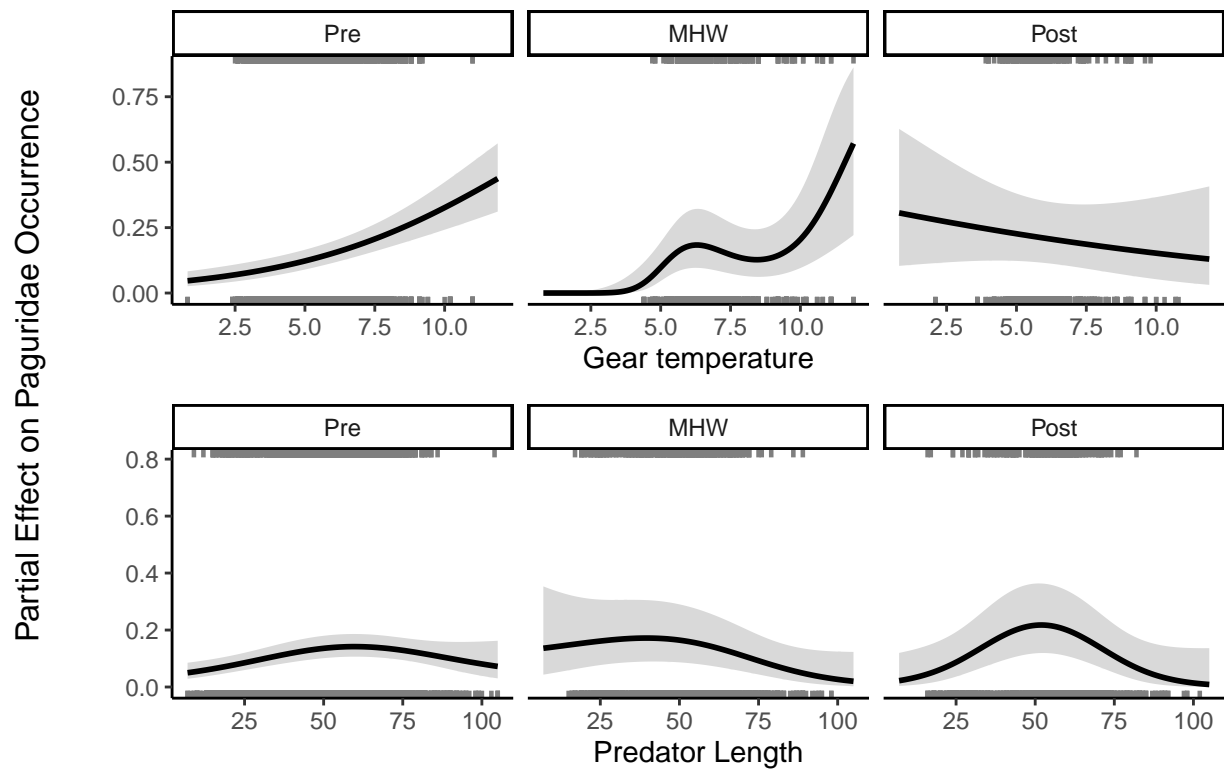 Partial Effect on Paguridae Occurrence
Pre MHW Post
0.75
0.50
0.25
0.00
2.5 5.0 7.5 10.0 2.5 5.0 7.5 10.0 2.5 5.0 7.5 10.0
Gear temperature
Pre MHW Post
0.8
0.6
0.4
0.2
0.0
25 50 75 100 25 50 75 100 25 50 75 100
Predator Length